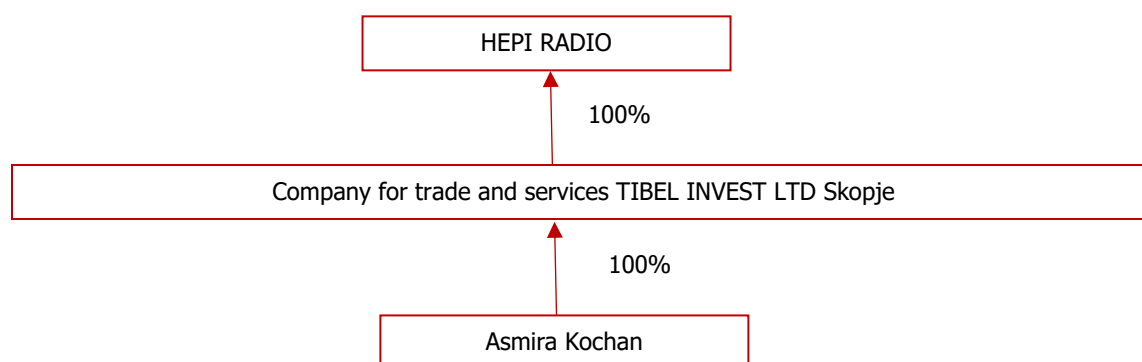 HEPI RADIO
100%
Company for trade and services TIBEL INVEST LTD Skopje
100%
Asmira Kochan